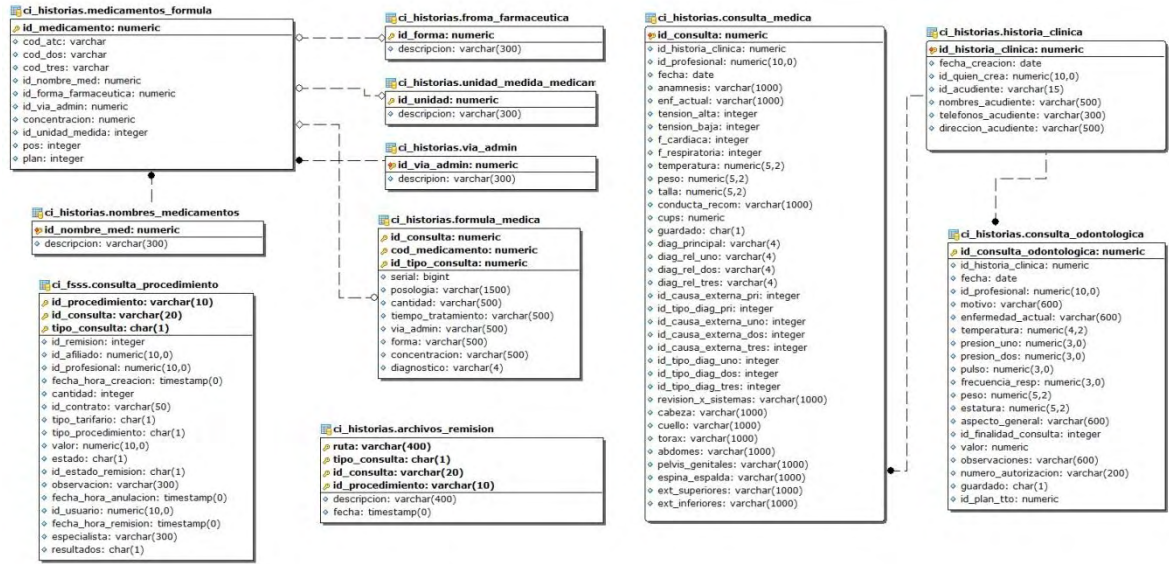 ci_historias.medicamentos_formula
id_medicamento: numeric
cod_atc: varchar
cod_dos: varchar
cod_tres: varchar
id_nombre_med: numeric
id_forma_farmaceutica: numeric
id_via_admin: numeric
concentracion: numeric
id_unidad_medida: integer
pos: integer
plan: integer
ci_historias.nombres_medicamentos
id_nombre_med: numeric
descripcion: varchar(300)
ci_fsss.consulta_procedimiento
id_procedimiento: varchar(10)
id_consulta: varchar(20)
tipo_consulta: char(1)
id_remision: integer
id_afiliado: numeric(10,0)
id_profesional: numeric(10,0)
fecha_hora_creacion: timestamp(0)
cantidad: integer
id_contrato: varchar(50)
tipo_tarifario: char(1)
tipo_procedimiento: char(1)
valor: numeric(10,0)
estado: char(1)
id_estado_remision: char(1)
observacion: varchar(300)
fecha_hora_anulacion: timestamp(0)
id_usuario: numeric(10,0)
fecha_hora_remision: timestamp(0)
especialista: varchar(300)
resultados: char(1)
ci_historias.froma_farmaceutica
id_forma: numeric
descripcion: varchar(300)
ci_historias.unidad_medida_medicam
id_unidad: numeric
descripcion: varchar(300)
ci_historias.via_admin
id_via_admin: numeric
descripion: varchar(300)
ci_historias.formula_medica
id_consulta: numeric
cod_medicamento: numeric
id_tipo_consulta: numeric
serial: bigint
posologia: varchar(1500)
cantidad: varchar(500)
tiempo_tratamiento: varchar(500)
via_admin: varchar(500)
forma: varchar(500)
concentracion: varchar(500)
diagnostico: varchar(4)
ci_historias.archivos_remision
ruta: varchar(400)
tipo_consulta: char(1)
id_consulta: varchar(20)
id_procedimiento: varchar(10)
descripcion: varchar(400)
fecha: timestamp(0)
ci_historias.consulta_medica
id_consulta: numeric
id_historia_clinica: numeric
id_profesional: numeric(10,0)
fecha: date
anamnesis: varchar(1000)
enf_actual: varchar(1000)
tension_alta: integer
tension_baja: integer
f_cardiaca: integer
f_respiratoria: integer
temperatura: numeric(5,2)
peso: numeric(5,2)
talla: numeric(5,2)
conducta_recom: varchar(1000)
cups: numeric
guardado: char(1)
diag_principal: varchar(4)
diag_rel_uno: varchar(4)
diag_rel_dos: varchar(4)
diag_rel_tres: varchar(4)
id_causa_externa_pri: integer
id_tipo_diag_pri: integer
id_causa_externa_uno: integer
id_causa_externa_dos: integer
id_causa_externa_tres: integer
id_tipo_diag_uno: integer
id_tipo_diag_dos: integer
id_tipo_diag_tres: integer
revision_x_sistemas: varchar(1000)
cabeza: varchar(1000)
cuello: varchar(1000)
torax: varchar(1000)
abdomes: varchar(1000)
pelvis_genitales: varchar(1000)
espina_espalda: varchar(1000)
ext_superiores: varchar(1000)
ext_inferiores: varchar(1000)
ci_historias.historia_clinica
id_historia_clinica: numeric
fecha_creacion: date
id_quien_crea: numeric(10,0)
id_acudiente: varchar(15)
nombres_acudiente: varchar(500)
telefonos_acudiente: varchar(300)
direccion_acudiente: varchar(500)
ci_historias.consulta_odontologica
id_consulta_odontologica: numeric
id_historia_clinica: numeric
fecha: date
id_profesional: numeric(10,0)
motivo: varchar(600)
enfermedad_actual: varchar(600)
temperatura: numeric(4,2)
presion_uno: numeric(3,0)
presion_dos: numeric(3,0)
pulso: numeric(3,0)
frecuencia_resp: numeric(3,0)
peso: numeric(5,2)
estatura: numeric(5,2)
aspecto_general: varchar(600)
id_finalidad_consulta: integer
valor: numeric
observaciones: varchar(600)
numero_autorizacion: varchar(200)
guardado: char(1)
id_plan_tto: numeric